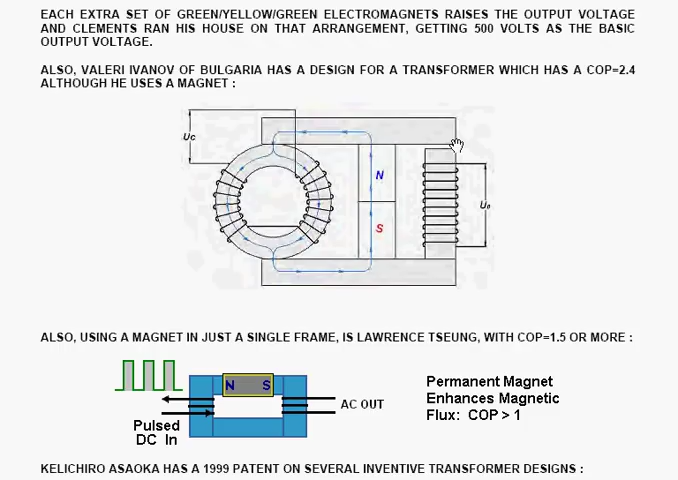 EACH EXTRA SET OF GREEN/YELLOW/GREEN ELECTROMAGNETS RAISES THE OUTPUT VOLTAGE
AND CLEMENTS RAN HIS HOUSE ON THAT ARRANGEMENT, GETTING 500 VOLTS AS THE BASIC
OUTPUT VOLTAGE.
ALSO, VALERI IVANOV OF BULGARIA HAS A DESIGN FOR A TRANSFORMER WHICH HAS A COP=2.4
ALTHOUGH HE USES A MAGNET :
Uc
N
S
U₀
ALSO, USING A MAGNET IN JUST A SINGLE FRAME, IS LAWRENCE TSEUNG, WITH COP=1.5 OR MORE :
N S
Pulsed
DC In
AC OUT
Permanent Magnet
Enhances Magnetic
Flux: COP > 1
KELICHIRO ASAOKA HAS A 1999 PATENT ON SEVERAL INVENTIVE TRANSFORMER DESIGNS :